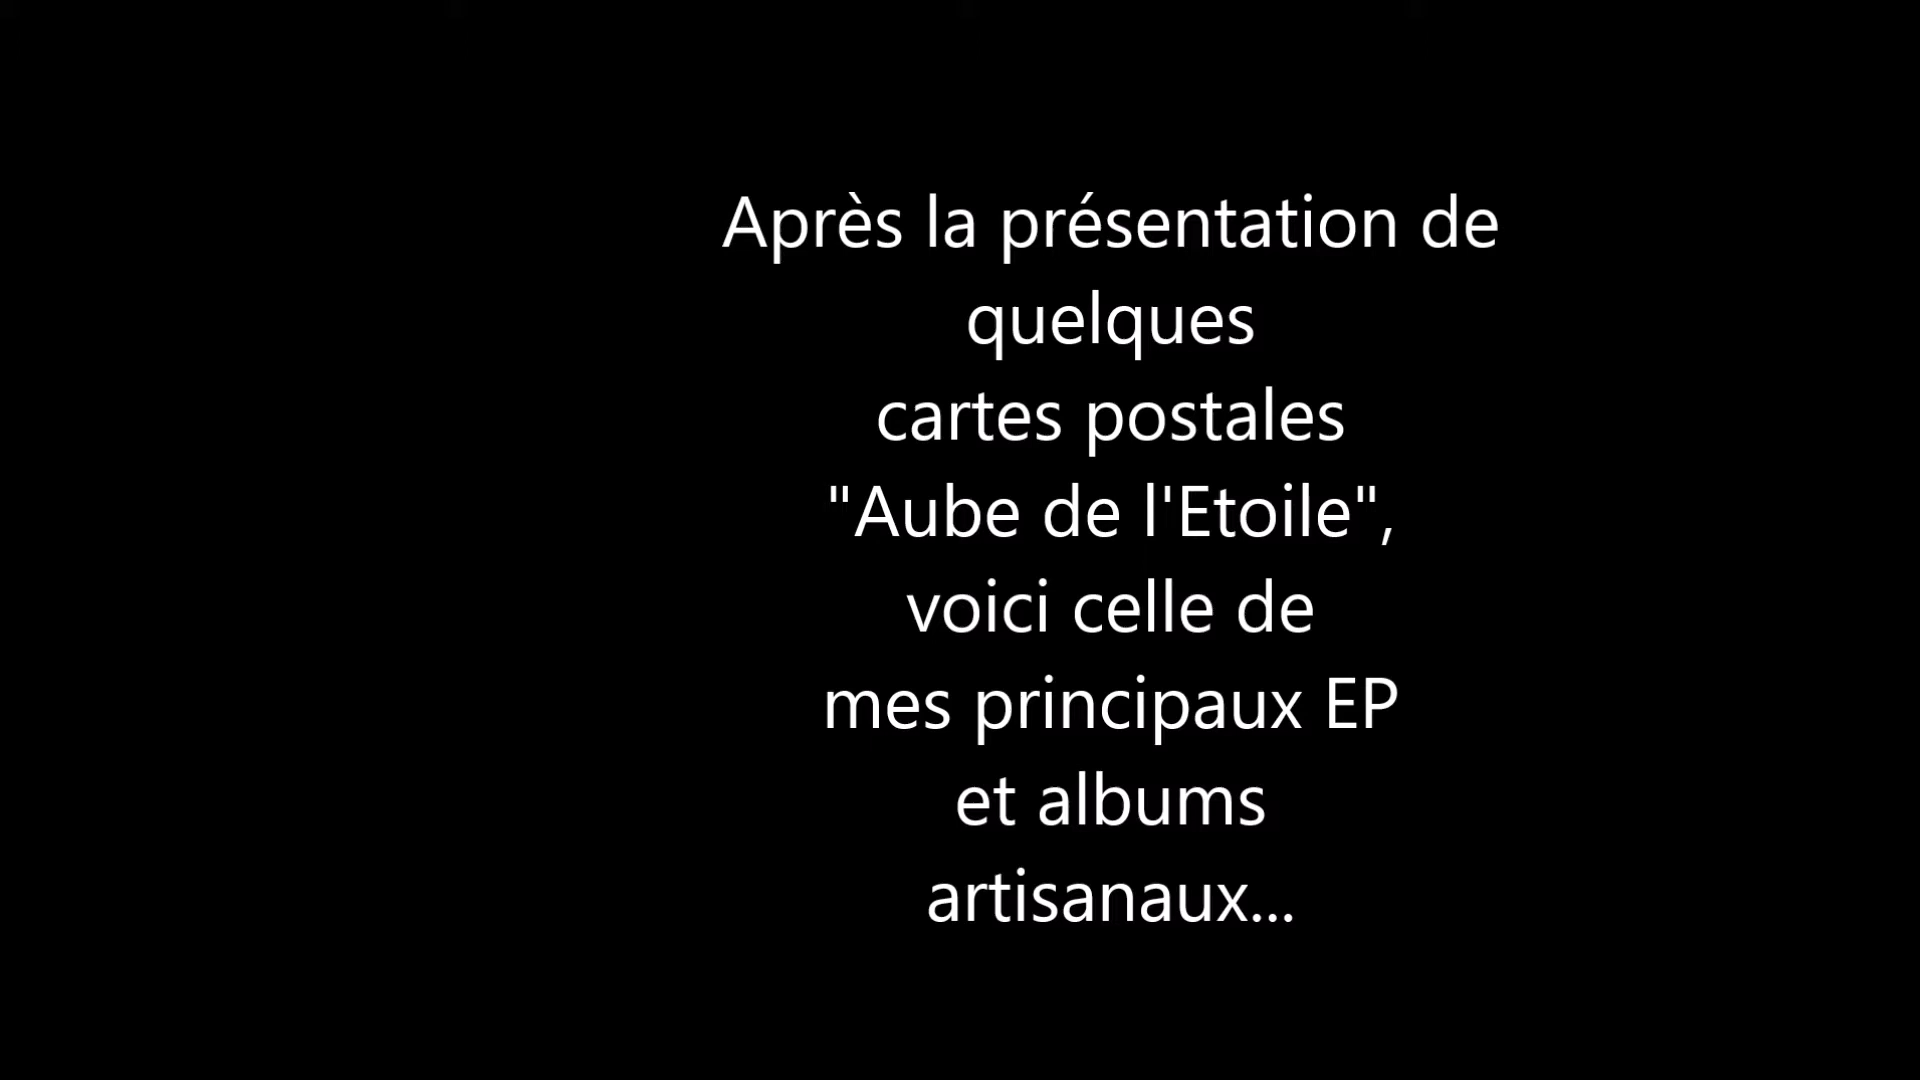 Après la présentation de
quelques
cartes postales
"Aube de l'Etoile",
voici celle de
mes principaux EP
et albums
artisanaux...